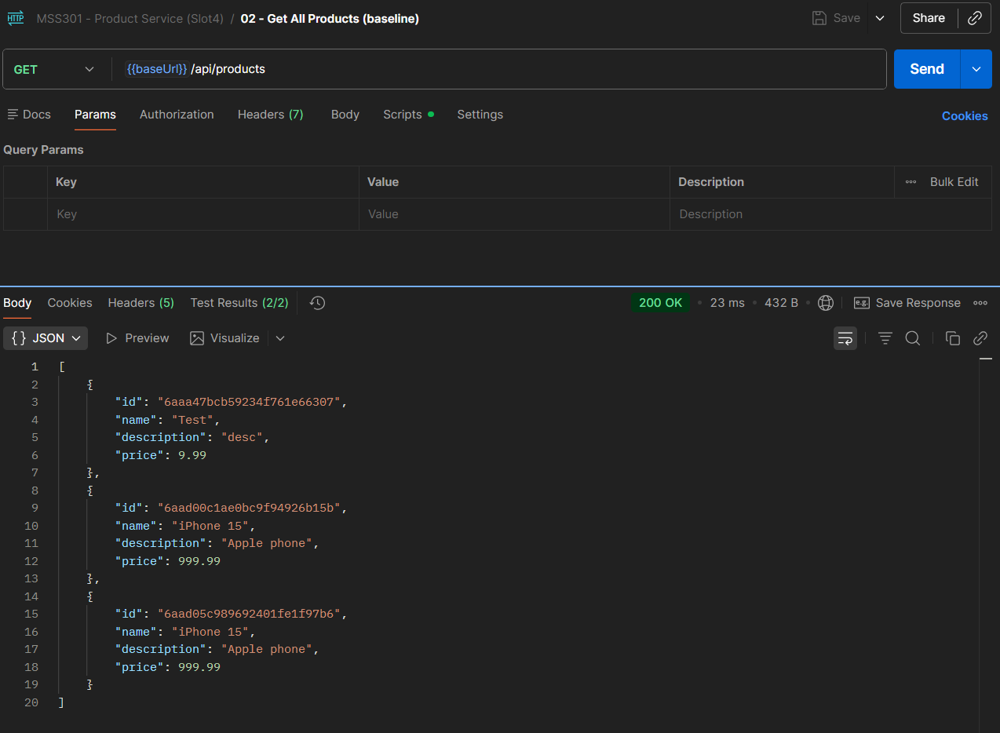 HTTP MSS301 - Product Service (Slot4) / 02 - Get All Products (baseline) Save Share
GET {{baseUrl}} /api/products Send
Docs Params Authorization Headers (7) Body Scripts Settings Cookies
Query Params
Key Value Description Bulk Edit
Key Value Description
Body Cookies Headers (5) Test Results (2/2) 200 OK 23 ms 432 B e.g. Save Response
{} JSON Preview Visualize
1 [
2 {
3 "id": "6aaa47bcb59234f761e66307",
4 "name": "Test",
5 "description": "desc",
6 "price": 9.99
7 },
8 {
9 "id": "6aad00c1ae0bc9f94926b15b",
10 "name": "iPhone 15",
11 "description": "Apple phone",
12 "price": 999.99
13 },
14 {
15 "id": "6aad05c989692401fe1f97b6",
16 "name": "iPhone 15",
17 "description": "Apple phone",
18 "price": 999.99
19 }
20 ]